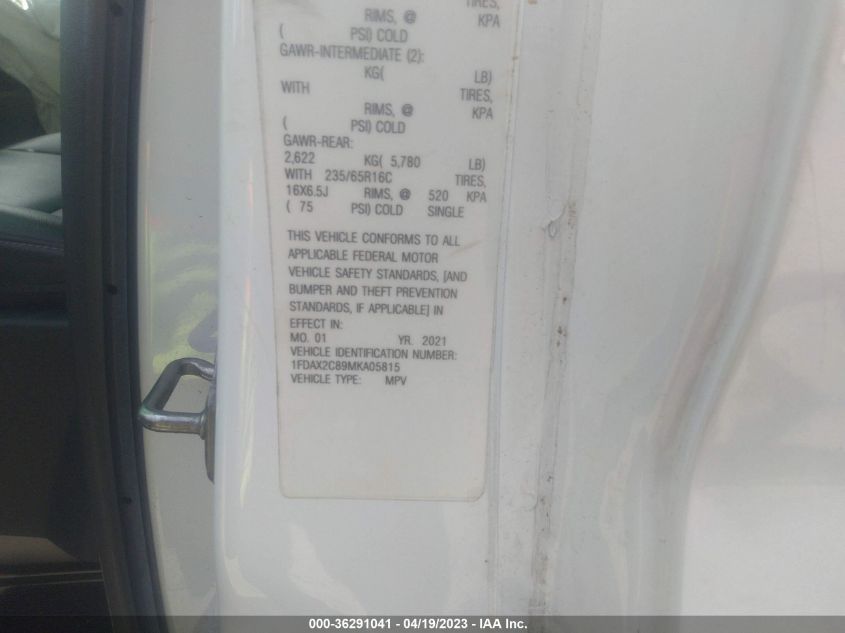 TIRES,
RIMS, @ KPA
( PSI) COLD
GAWR-INTERMEDIATE (2):
KG( LB)
WITH TIRES,
RIMS, @ KPA
( PSI) COLD
GAWR-REAR:
2,622 KG( 5,780 LB)
WITH 235/65R16C TIRES,
16X6.5J RIMS, @ 520 KPA
( 75 PSI) COLD SINGLE
THIS VEHICLE CONFORMS TO ALL
APPLICABLE FEDERAL MOTOR
VEHICLE SAFETY STANDARDS, [AND
BUMPER AND THEFT PREVENTION
STANDARDS, IF APPLICABLE] IN
EFFECT IN:
MO. 01 YR. 2021
VEHICLE IDENTIFICATION NUMBER:
1FDAX2C89MKA05815
VEHICLE TYPE: MPV
000-36291041 - 04/19/2023 - IAA Inc.